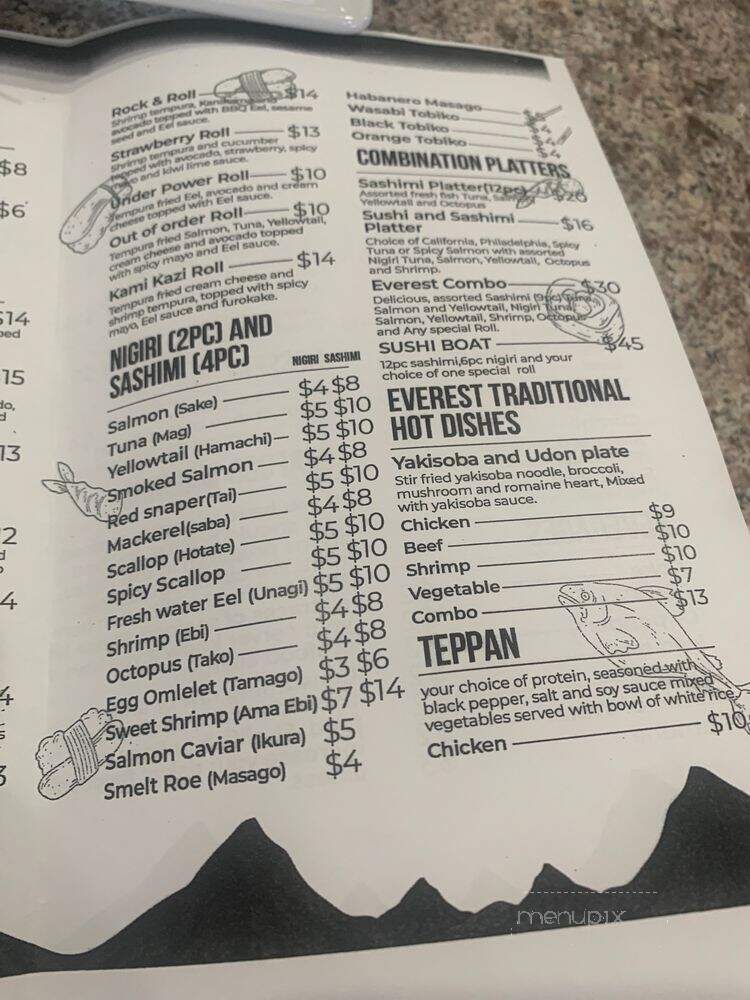 $8
$6
$14
ped
15
do,
d
13
2
d
4
4
s
3
Rock & Roll $14
Shrimp tempura,
avocado topped with BBQ Eel, sesame
seed and Eel sauce.
Strawberry Roll $13
Shrimp tempura and cucumber
topped with avocado, strawberry, spicy
mayo and kiwi lime sauce.
Under Power Roll $10
Tempura fried Eel, avocado and cream
cheese topped with Eel sauce.
Out of order Roll $10
Tempura fried Salmon, Tuna, Yellowtail,
cream cheese and avocado topped
with spicy mayo and Eel sauce.
Kami Kazi Roll $14
Tempura fried cream cheese and
shrimp tempura, topped with spicy
mayo, Eel sauce and furokake.
NIGIRI (2PC) AND
SASHIMI (4PC)
NIGIRI SASHIMI
Salmon (Sake) $4 $8
Tuna (Mag) $5 $10
Yellowtail (Hamachi) $5 $10
Smoked Salmon $4 $8
Red snaper(Tai) $5 $10
Mackerel(saba) $4 $8
Scallop (Hotate) $5 $10
Spicy Scallop $5 $10
Fresh water Eel (Unagi) $5 $10
Shrimp (Ebi) $4 $8
Octopus (Tako) $4 $8
Egg Omlelet (Tamago) $3 $6
Sweet Shrimp (Ama Ebi) $7 $14
Salmon Caviar (Ikura) $5
Smelt Roe (Masago) $4
Habanero Masago
Wasabi Tobiko
Black Tobiko
Orange Tobiko $4
COMBINATION PLATTERS
Sashimi Platter(12pc) $26
Assorted fresh fish Tuna,
Yellowtail and Octopus
Sushi and Sashimi
Platter $16
Choice of California, Philadelphia, Spicy
Tuna or Spicy Salmon with assorted
Nigiri Tuna, Salmon, Yellowtail, Octopus
and Shrimp.
Everest Combo $30
Delicious, assorted Sashimi (9pc) Tuna,
Salmon and Yellowtail, Nigiri Tuna,
Salmon, Yellowtail, Shrimp, Octopus
and Any special Roll.
SUSHI BOAT $45
12pc sashimi,6pc nigiri and your
choice of one special roll
EVEREST TRADITIONAL
HOT DISHES
Yakisoba and Udon plate
Stir fried yakisoba noodle, broccoli,
mushroom and romaine heart, Mixed
with yakisoba sauce.
Chicken $9
Beef $10
Shrimp $10
Vegetable $7
Combo $13
TEPPAN
your choice of protein, seasoned with
black pepper, salt and soy sauce mixed
vegetables served with bowl of white rice,
Chicken $10
menupix